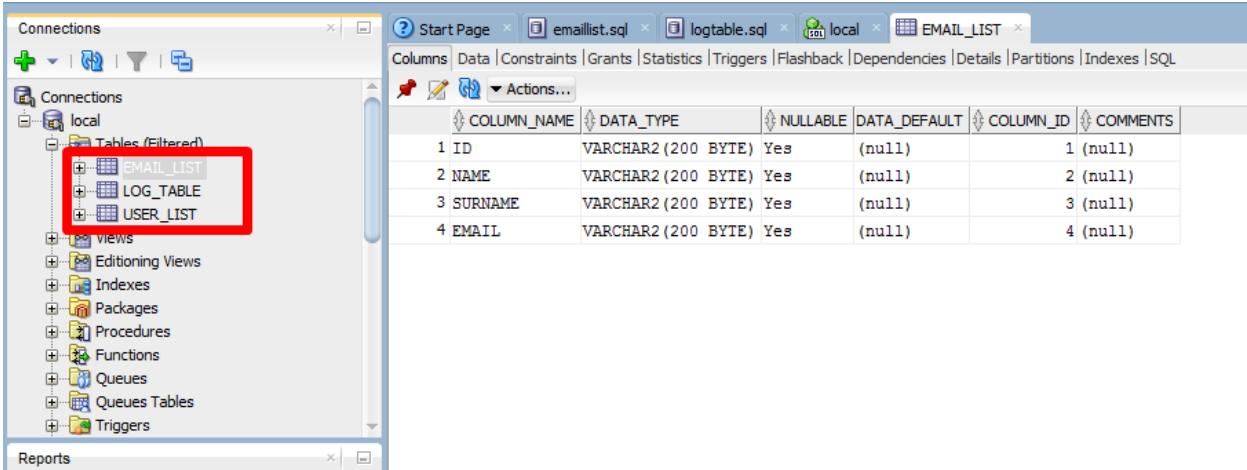 Connections
Connections
local
Tables (Filtered)
EMAIL_LIST
LOG_TABLE
USER_LIST
Views
Editioning Views
Indexes
Packages
Procedures
Functions
Queues
Queues Tables
Triggers
Reports
Start Page emaillist.sql logtable.sql local EMAIL_LIST
Columns Data |Constraints |Grants |Statistics |Triggers |Flashback |Dependencies |Details |Partitions |Indexes |SQL
Actions...
COLUMN_NAME DATA_TYPE NULLABLE DATA_DEFAULT COLUMN_ID COMMENTS
1 ID VARCHAR2(200 BYTE) Yes (null) 1 (null)
2 NAME VARCHAR2(200 BYTE) Yes (null) 2 (null)
3 SURNAME VARCHAR2(200 BYTE) Yes (null) 3 (null)
4 EMAIL VARCHAR2(200 BYTE) Yes (null) 4 (null)